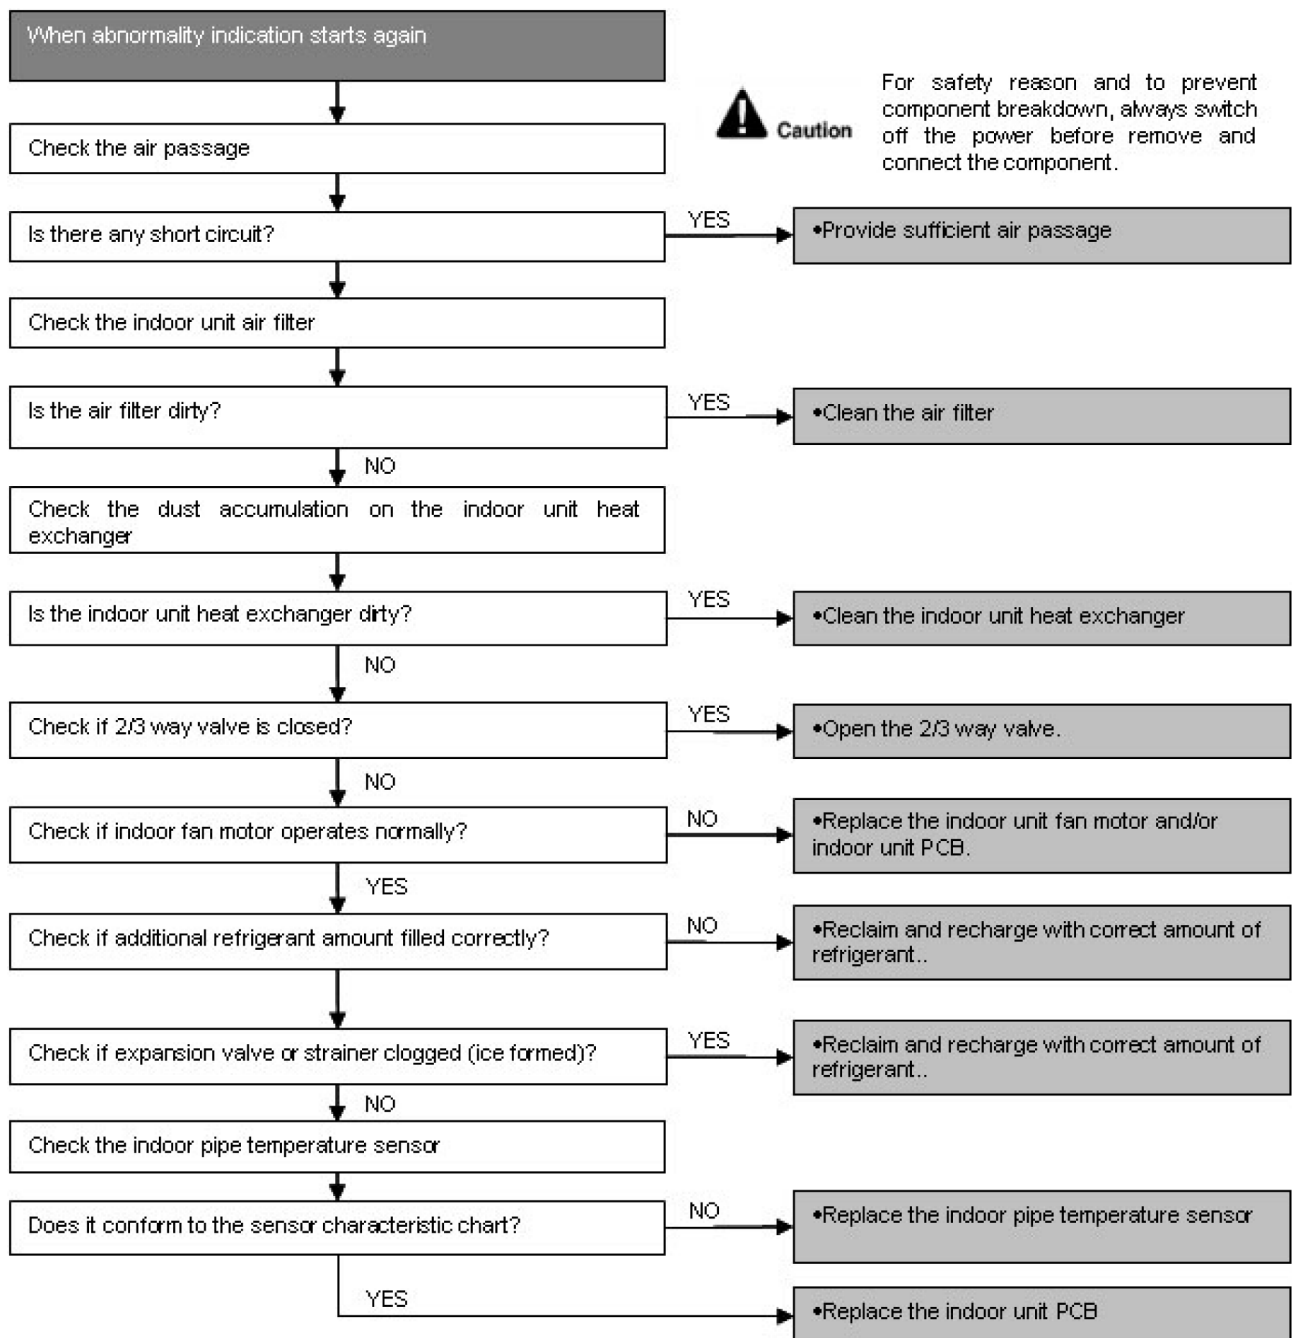 When abnormality indication starts again
For safety reason and to prevent
component breakdown, always switch
off the power before remove and
connect the component.
Caution
Check the air passage
Is there any short circuit?
YES
•Provide sufficient air passage
Check the indoor unit air filter
Is the air filter dirty?
YES
•Clean the air filter
NO
Check the dust accumulation on the indoor unit heat
exchanger
Is the indoor unit heat exchanger dirty?
YES
•Clean the indoor unit heat exchanger
NO
Check if 2/3 way valve is closed?
YES
•Open the 2/3 way valve.
NO
Check if indoor fan motor operates normally?
NO
•Replace the indoor unit fan motor and/or
indoor unit PCB.
YES
Check if additional refrigerant amount filled correctly?
NO
•Reclaim and recharge with correct amount of
refrigerant..
Check if expansion valve or strainer clogged (ice formed)?
YES
•Reclaim and recharge with correct amount of
refrigerant..
NO
Check the indoor pipe temperature sensor
Does it conform to the sensor characteristic chart?
NO
•Replace the indoor pipe temperature sensor
YES
•Replace the indoor unit PCB